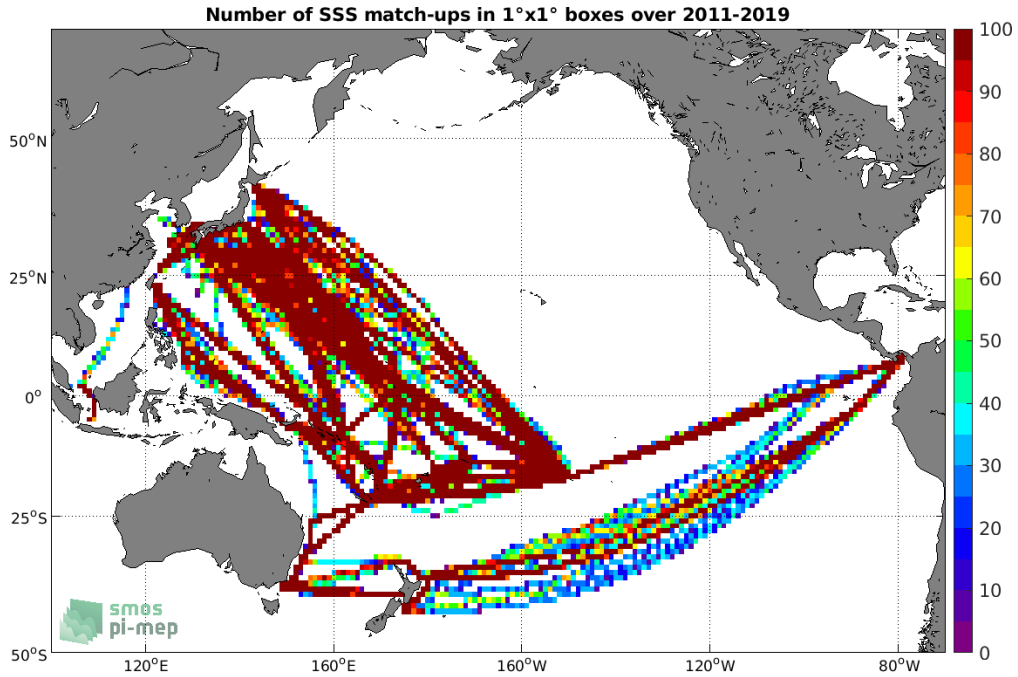 Number of SSS match-ups in 1°x1° boxes over 2011-2019
50°N
25°N
0°
25°S
50°S
120°E
160°E
160°W
120°W
80°W
100
90
80
70
60
50
40
30
20
10
0
smos
pi-mep